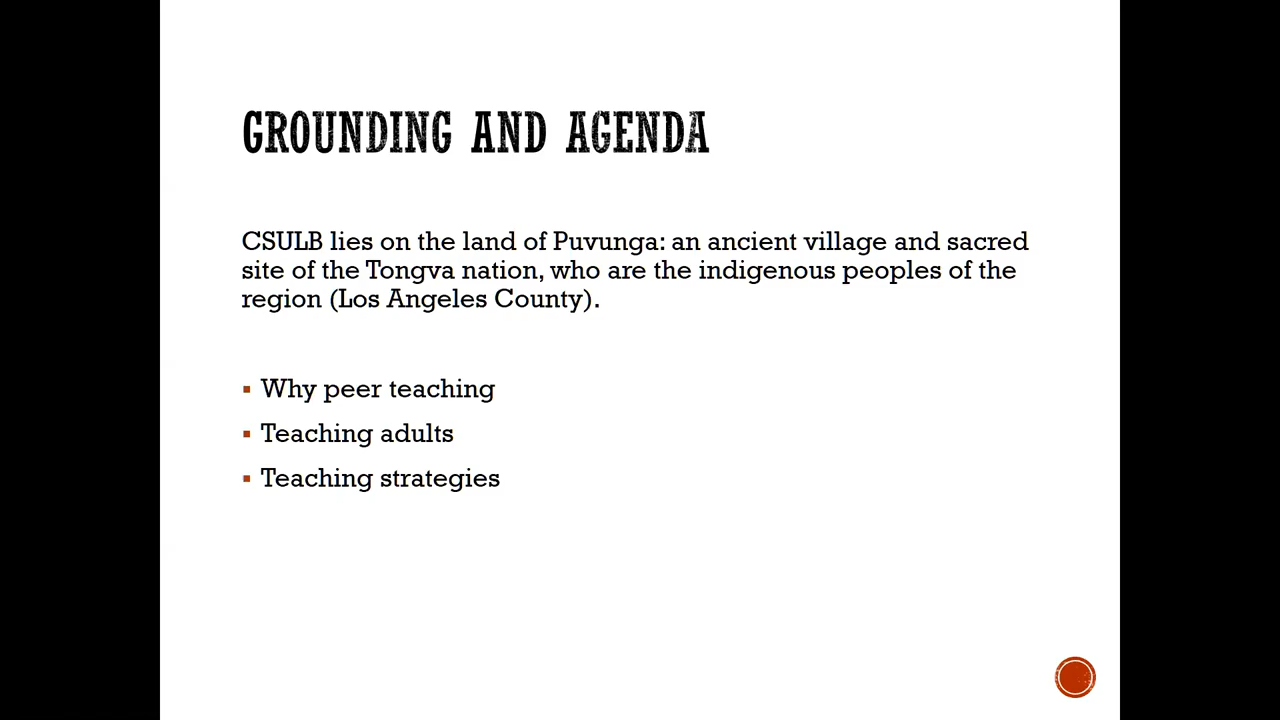 GROUNDING AND AGENDA
CSULB lies on the land of Puvunga: an ancient village and sacred
site of the Tongva nation, who are the indigenous peoples of the
region (Los Angeles County).
▪ Why peer teaching
▪ Teaching adults
▪ Teaching strategies